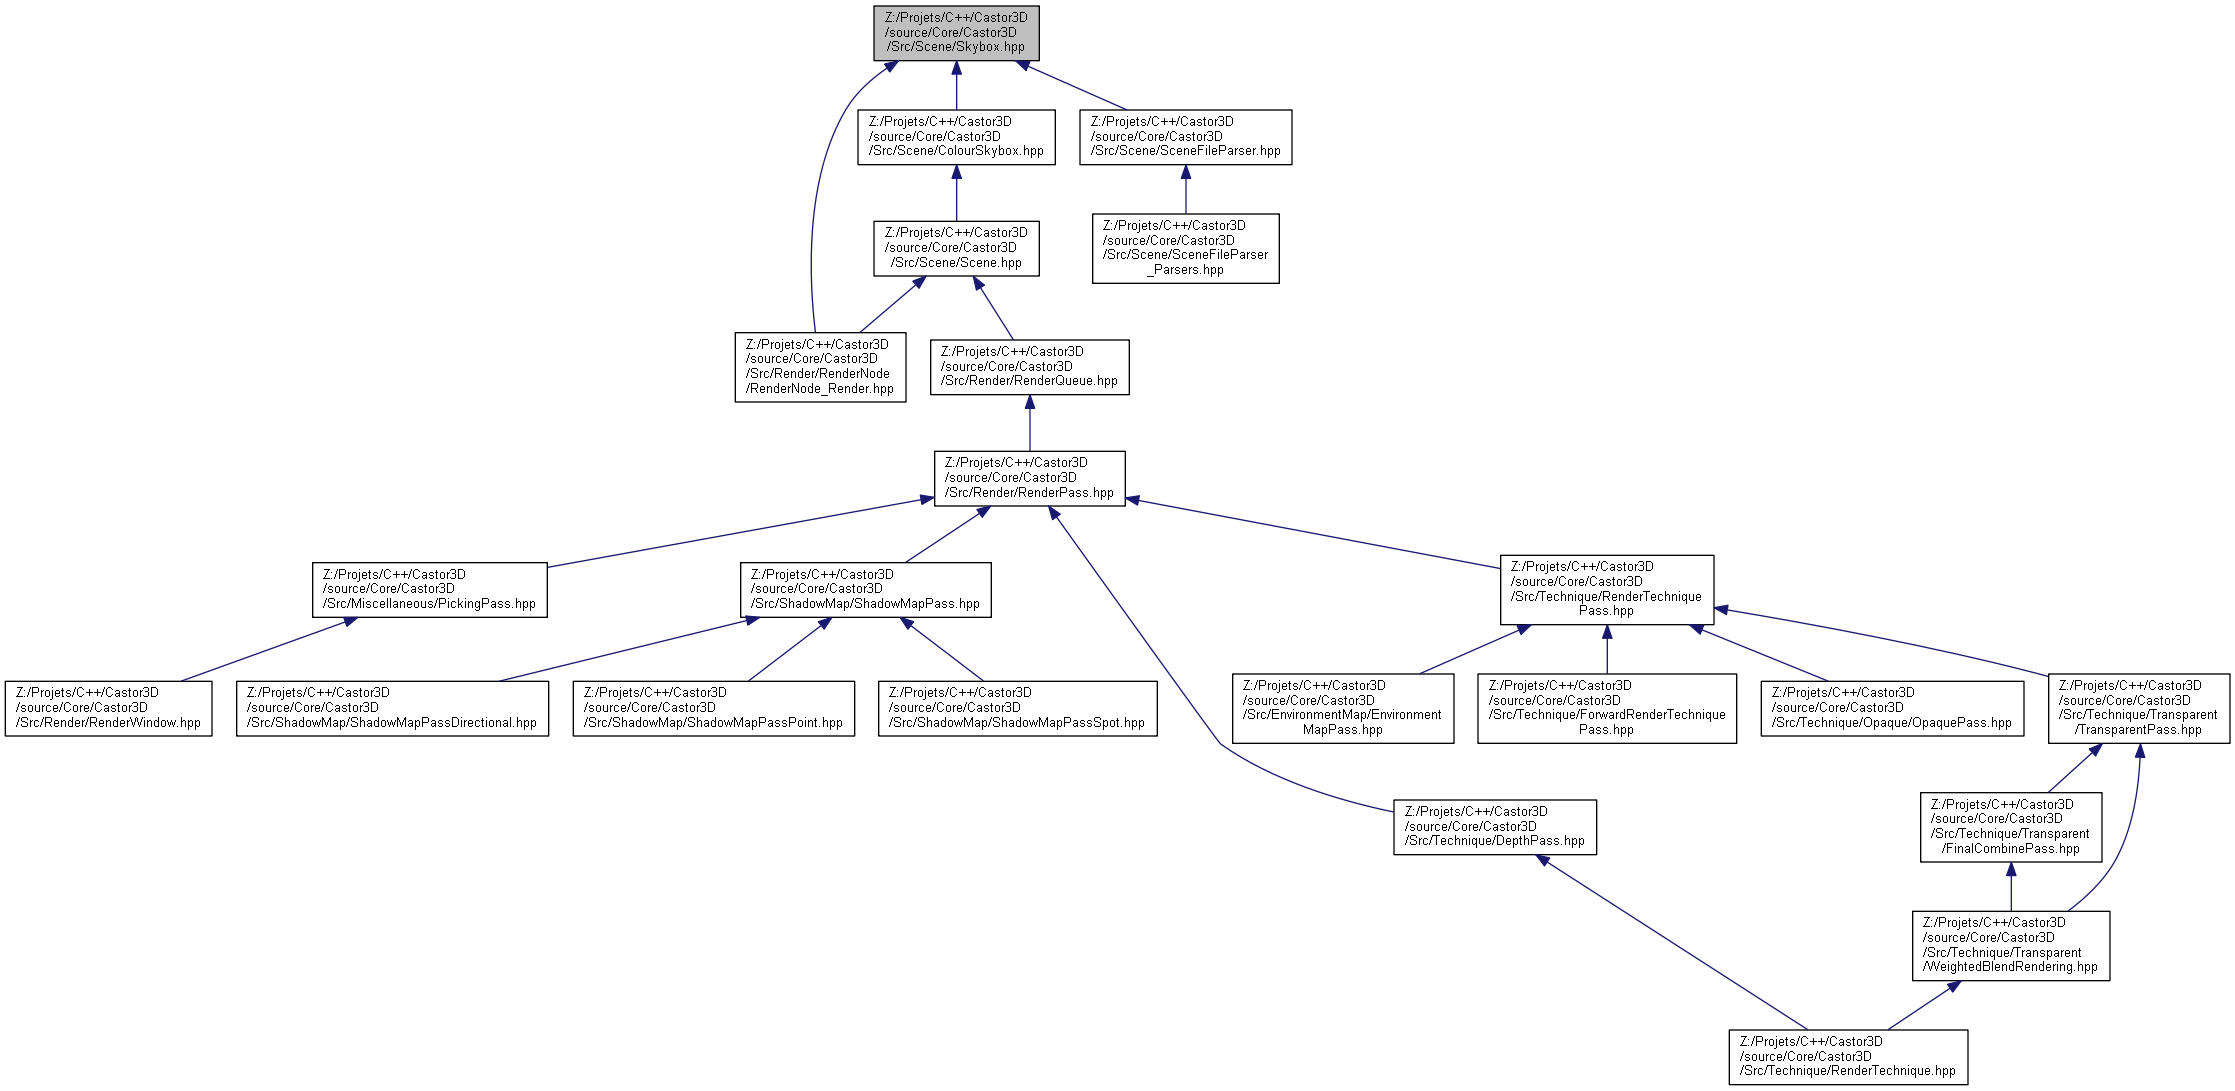 Z:/Projets/C++/Castor3D
/source/Core/Castor3D
/Src/Scene/Skybox.hpp
Z:/Projets/C++/Castor3D
/source/Core/Castor3D
/Src/Scene/ColourSkybox.hpp
Z:/Projets/C++/Castor3D
/source/Core/Castor3D
/Src/Scene/SceneFileParser.hpp
Z:/Projets/C++/Castor3D
/source/Core/Castor3D
/Src/Scene/Scene.hpp
Z:/Projets/C++/Castor3D
/source/Core/Castor3D
/Src/Scene/SceneFileParser
_Parsers.hpp
Z:/Projets/C++/Castor3D
/source/Core/Castor3D
/Src/Render/RenderNode
/RenderNode_Render.hpp
Z:/Projets/C++/Castor3D
/source/Core/Castor3D
/Src/Render/RenderQueue.hpp
Z:/Projets/C++/Castor3D
/source/Core/Castor3D
/Src/Render/RenderPass.hpp
Z:/Projets/C++/Castor3D
/source/Core/Castor3D
/Src/Miscellaneous/PickingPass.hpp
Z:/Projets/C++/Castor3D
/source/Core/Castor3D
/Src/ShadowMap/ShadowMapPass.hpp
Z:/Projets/C++/Castor3D
/source/Core/Castor3D
/Src/Technique/RenderTechnique
Pass.hpp
Z:/Projets/C++/Castor3D
/source/Core/Castor3D
/Src/Render/RenderWindow.hpp
Z:/Projets/C++/Castor3D
/source/Core/Castor3D
/Src/ShadowMap/ShadowMapPassDirectional.hpp
Z:/Projets/C++/Castor3D
/source/Core/Castor3D
/Src/ShadowMap/ShadowMapPassPoint.hpp
Z:/Projets/C++/Castor3D
/source/Core/Castor3D
/Src/ShadowMap/ShadowMapPassSpot.hpp
Z:/Projets/C++/Castor3D
/source/Core/Castor3D
/Src/EnvironmentMap/Environment
MapPass.hpp
Z:/Projets/C++/Castor3D
/source/Core/Castor3D
/Src/Technique/ForwardRenderTechnique
Pass.hpp
Z:/Projets/C++/Castor3D
/source/Core/Castor3D
/Src/Technique/Opaque/OpaquePass.hpp
Z:/Projets/C++/Castor3D
/source/Core/Castor3D
/Src/Technique/Transparent
/TransparentPass.hpp
Z:/Projets/C++/Castor3D
/source/Core/Castor3D
/Src/Technique/DepthPass.hpp
Z:/Projets/C++/Castor3D
/source/Core/Castor3D
/Src/Technique/Transparent
/FinalCombinePass.hpp
Z:/Projets/C++/Castor3D
/source/Core/Castor3D
/Src/Technique/Transparent
/WeightedBlendRendering.hpp
Z:/Projets/C++/Castor3D
/source/Core/Castor3D
/Src/Technique/RenderTechnique.hpp